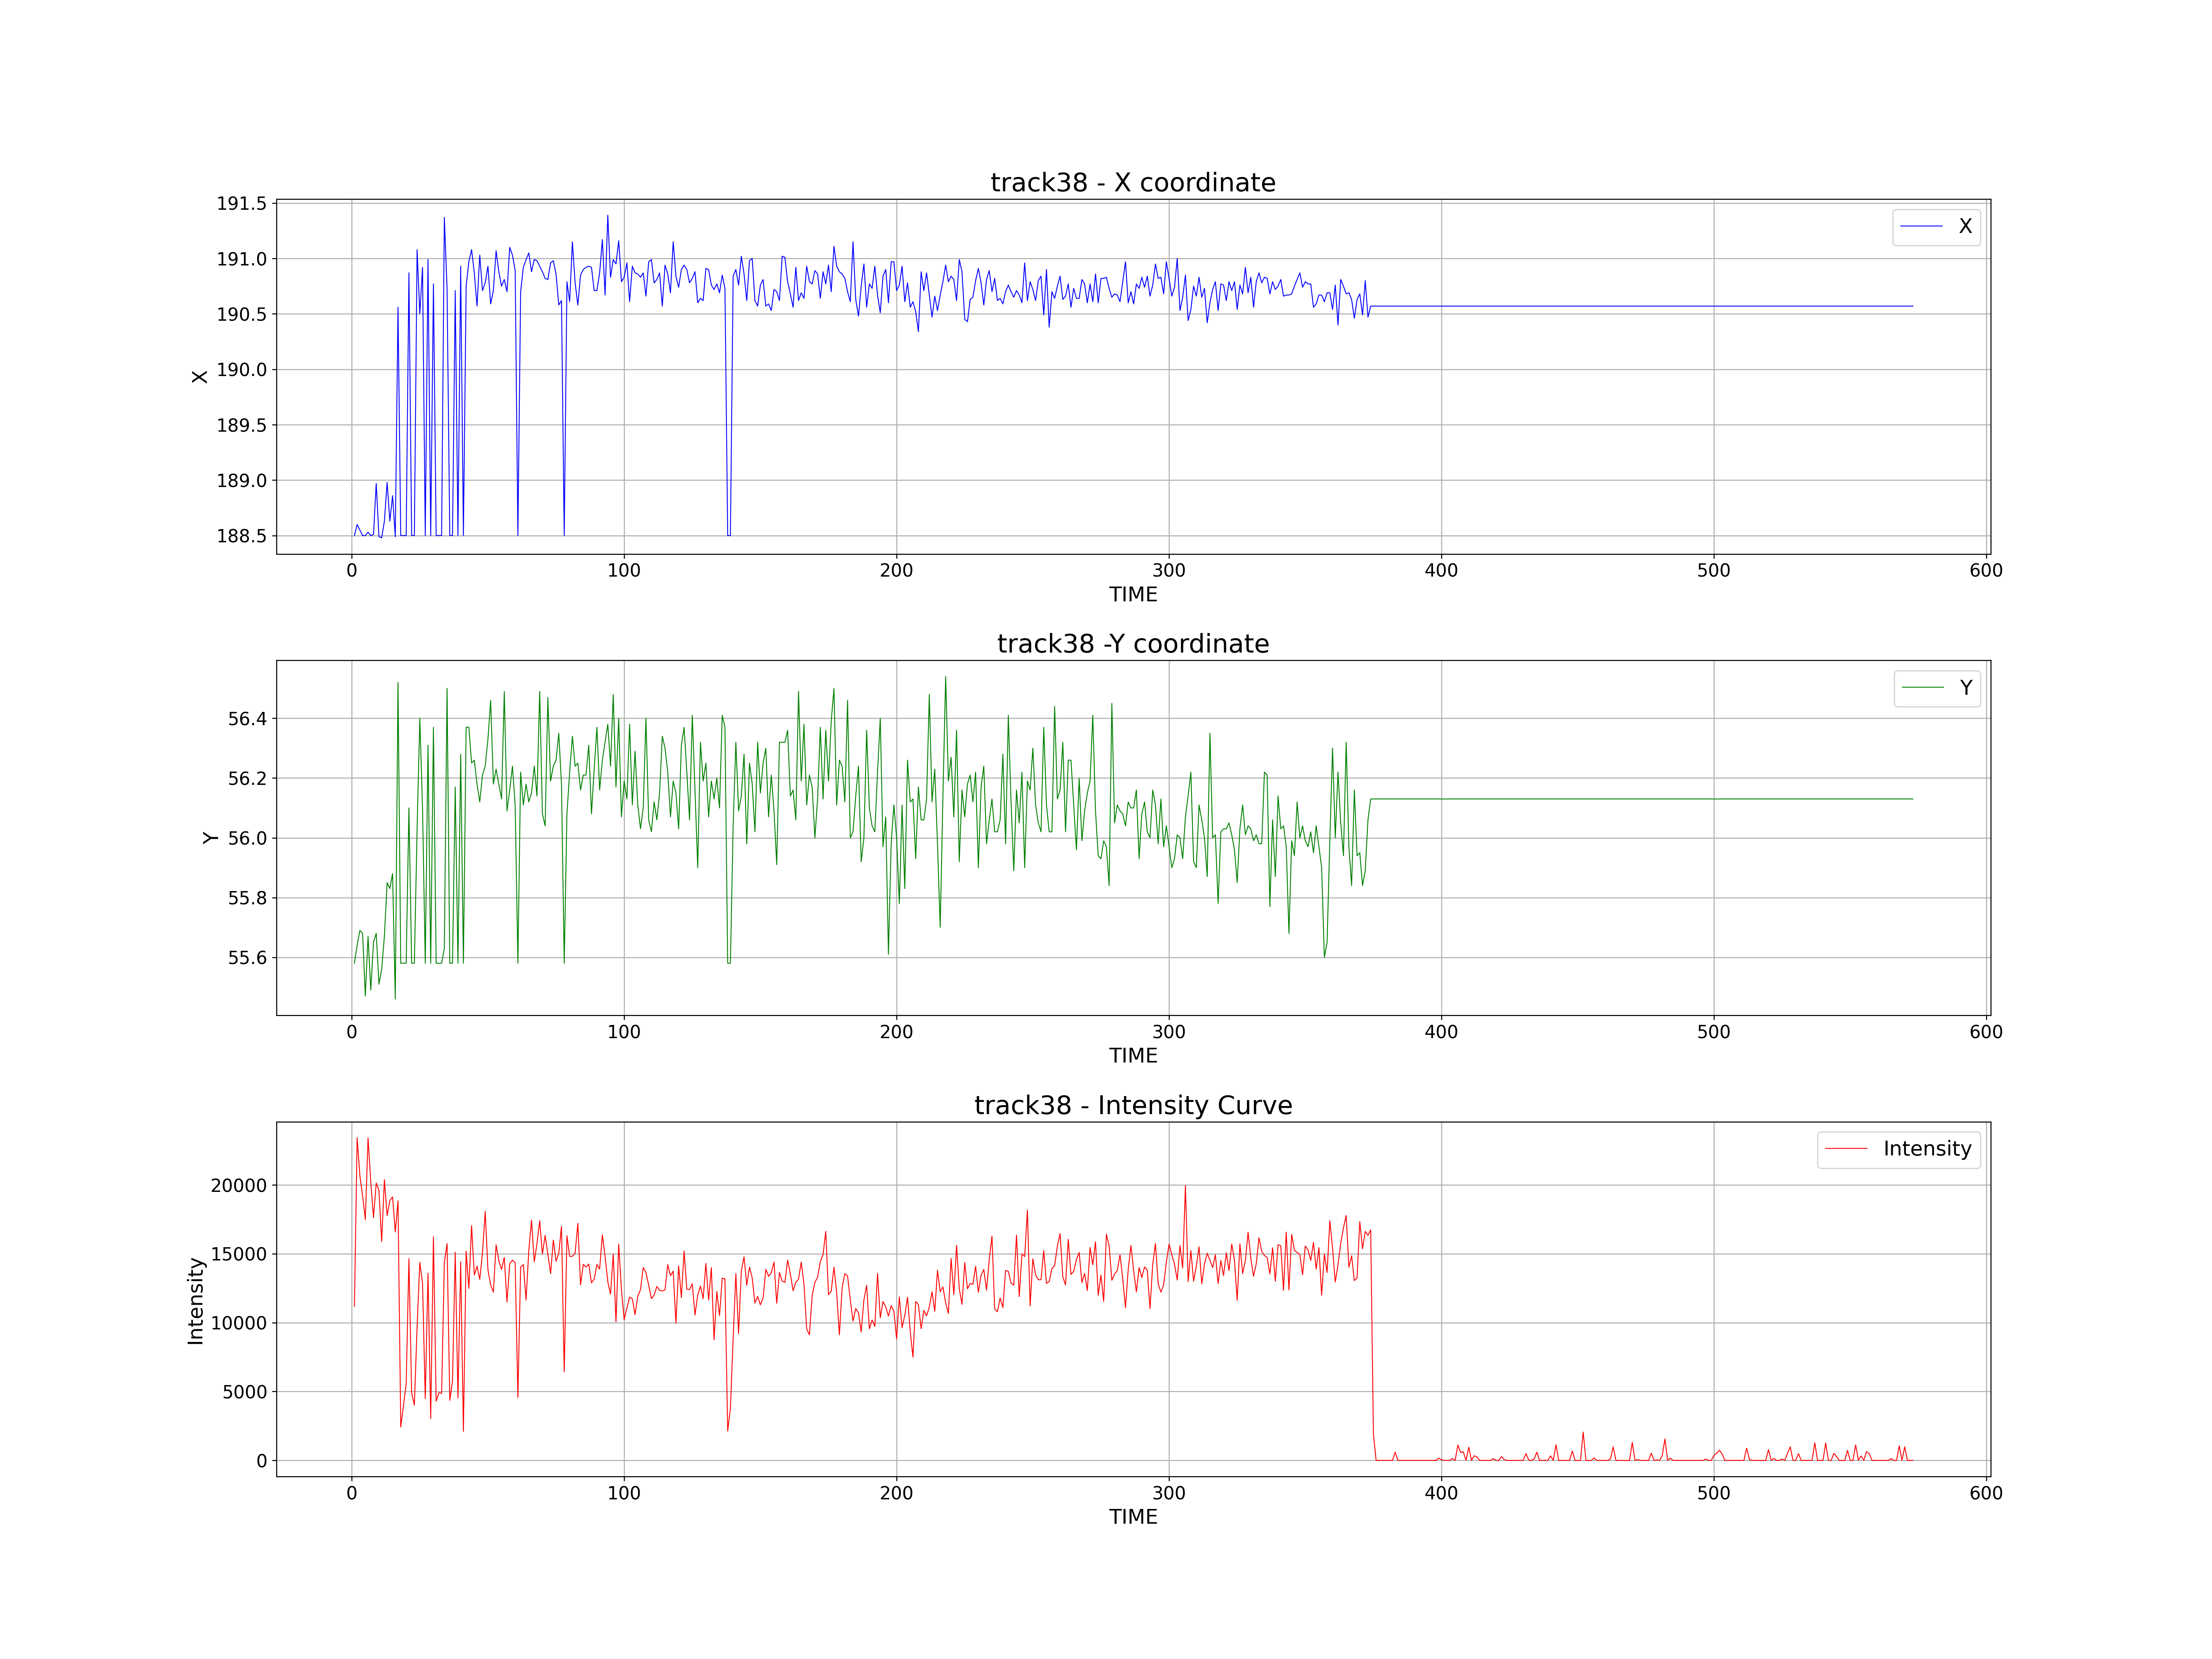 track38 - X coordinate
191.5
191.0
190.5
190.0
189.5
189.0
188.5
X
X
0 100 200 300 400 500 600
TIME
track38 -Y coordinate
56.4
56.2
56.0
55.8
55.6
Y
Y
0 100 200 300 400 500 600
TIME
track38 - Intensity Curve
20000
15000
10000
5000
0
Intensity
Intensity
0 100 200 300 400 500 600
TIME